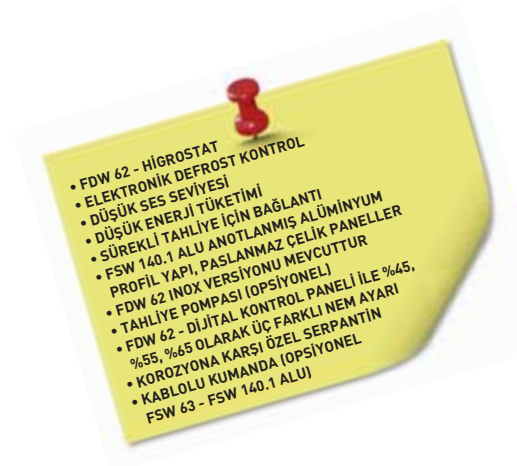 • FDW 62 - HİGROSTAT
• ELEKTRONİK DEFROST KONTROL
• DÜŞÜK SES SEVİYESİ
• DÜŞÜK ENERJİ TÜKETİMİ
• SÜREKLİ TAHLİYE İÇİN BAĞLANTI
• FSW 140.1 ALU ANOTLANMIŞ ALÜMİNYUM
PROFİL YAPI, PASLANMAZ ÇELİK PANELLER
• FDW 62 INOX VERSİYONU MEVCUTTUR
• TAHLİYE POMPASI (OPSİYONEL)
• FDW 62 - DİJİTAL KONTROL PANELİ İLE %45,
%55, %65 OLARAK ÜÇ FARKLI NEM AYARI
• KOROZYONA KARŞI ÖZEL SERPANTİN
• KABLOLU KUMANDA (OPSİYONEL
FSW 63 - FSW 140.1 ALU)